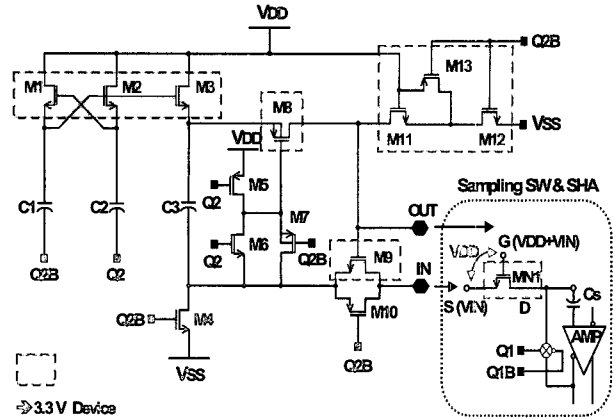 VDD
Q2B
M13
M1
M2
M3
M8
M11
M12
VSS
VDD
M5
Q2
C1
C2
C3
M6
M7
Q2
Q2B
Sampling SW & SHA
OUT
G (VDD+VIN)
VDD
M9
IN
MN1
S (VIN)
D
Cs
Q2B
Q2
M10
AMP
Q2B
M4
Q1
Q1B
VSS
Q2B
3.3 V Device